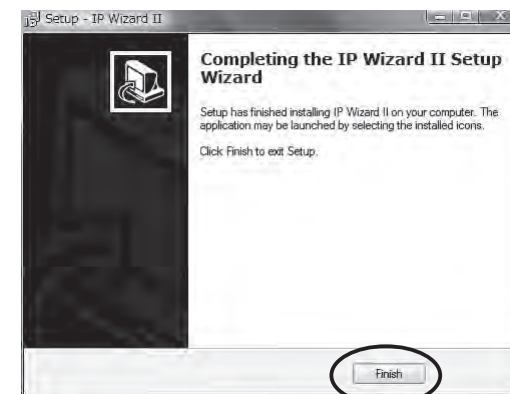 Setup - IP Wizard II
Completing the IP Wizard II Setup
Wizard
Setup has finished installing IP Wizard II on your computer. The
application may be launched by selecting the installed icons.
Click Finish to exit Setup.
Finish